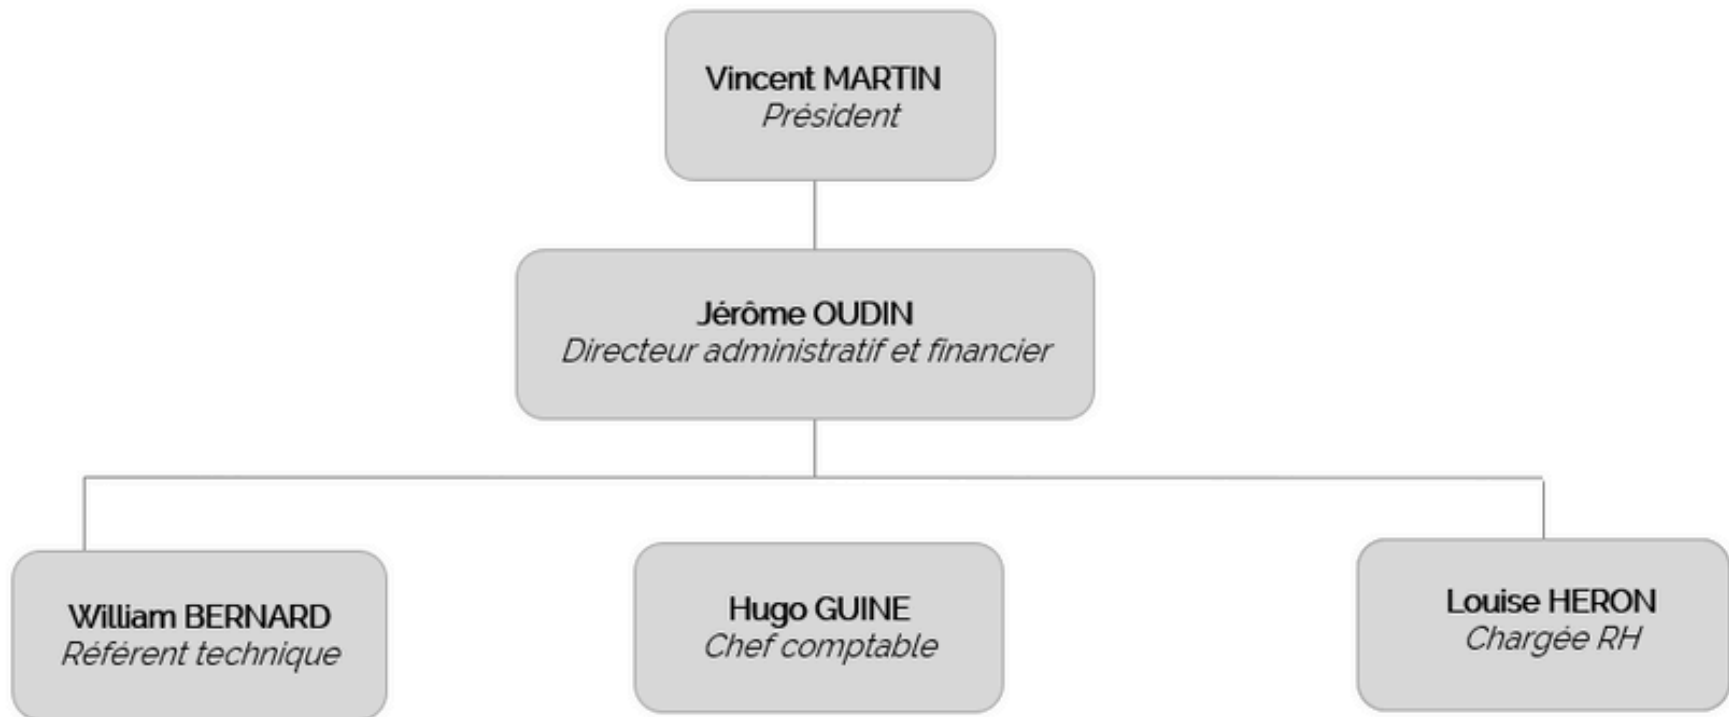 Vincent MARTIN
Président
Jérôme OUDIN
Directeur administratif et financier
William BERNARD
Référent technique
Hugo GUINE
Chef comptable
Louise HERON
Chargée RH